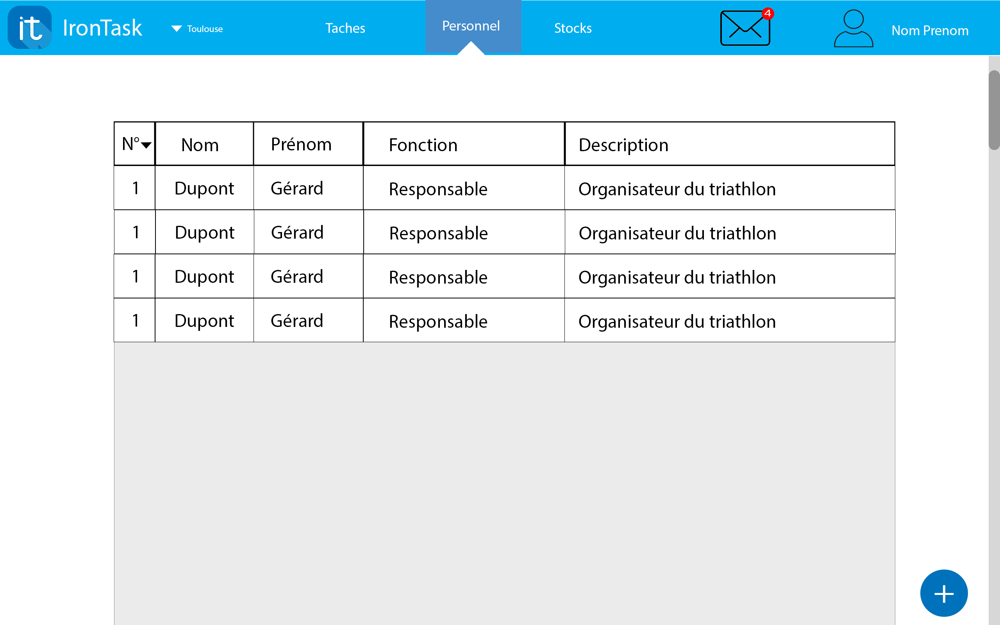 it IronTask Toulouse Taches Personnel Stocks 4 Nom Prenom
N° Nom Prénom Fonction Description
1 Dupont Gérard Responsable Organisateur du triathlon
1 Dupont Gérard Responsable Organisateur du triathlon
1 Dupont Gérard Responsable Organisateur du triathlon
1 Dupont Gérard Responsable Organisateur du triathlon
+